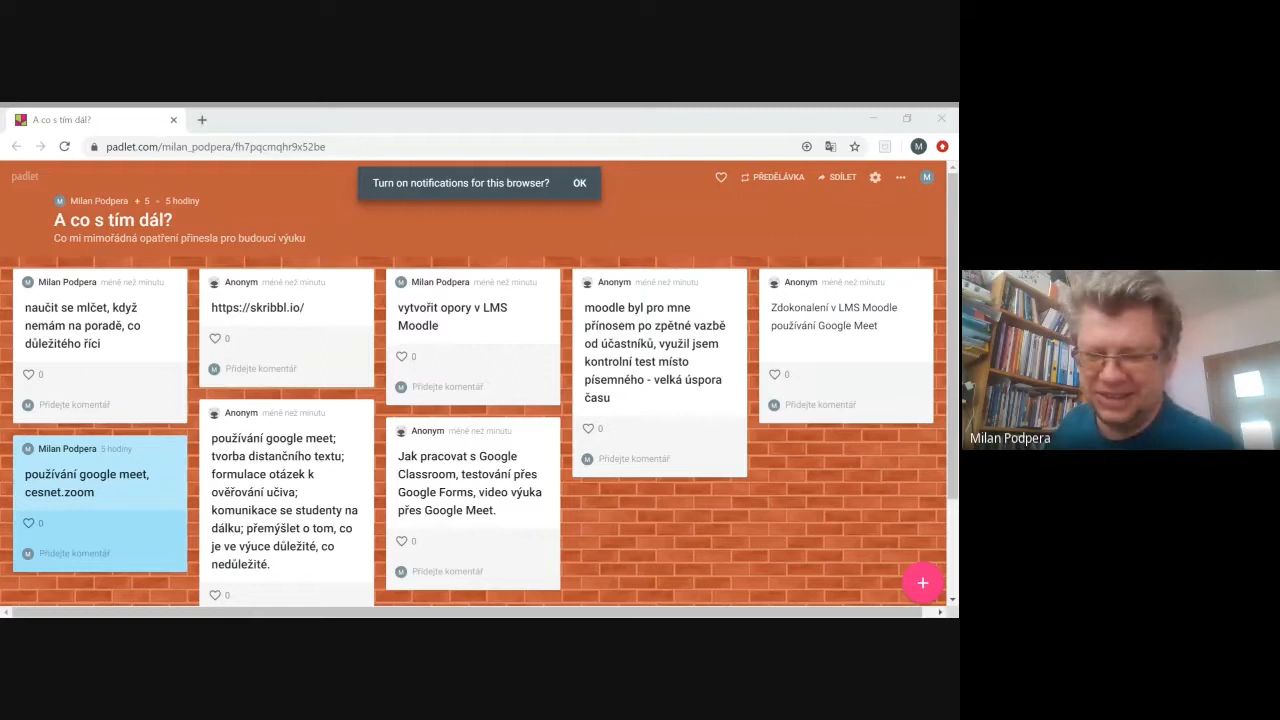 A co s tím dál?
padlet.com/milan_podpera/fh7pqcmqhr9x52be
M
padlet
Turn on notifications for this browser? OK
PŘEDĚLÁVKA
SDÍLET
M
M Milan Podpera + 5 • 5 hodiny
A co s tím dál?
Co mi mimořádná opatření přinesla pro budoucí výuku
M Milan Podpera méně než minutu
naučit se mlčet, když
nemám na poradě, co
důležitého říci
0
M Přidejte komentář
M Milan Podpera 5 hodiny
používání google meet,
cesnet.zoom
0
M Přidejte komentář
Anonym méně než minutu
https://skribbl.io/
0
M Přidejte komentář
Anonym méně než minutu
používání google meet;
tvorba distančního textu;
formulace otázek k
ověřování učiva;
komunikace se studenty na
dálku; přemýšlet o tom, co
je ve výuce důležité, co
nedůležité.
0
M Milan Podpera méně než minutu
vytvořit opory v LMS
Moodle
0
M Přidejte komentář
Anonym méně než minutu
Jak pracovat s Google
Classroom, testování přes
Google Forms, video výuka
přes Google Meet.
0
M Přidejte komentář
Anonym méně než minutu
moodle byl pro mne
přínosem po zpětné vazbě
od účastníků, využil jsem
kontrolní test místo
písemného - velká úspora
času
0
M Přidejte komentář
Anonym méně než minutu
Zdokonalení v LMS Moodle
používání Google Meet
0
M Přidejte komentář
Milan Podpera